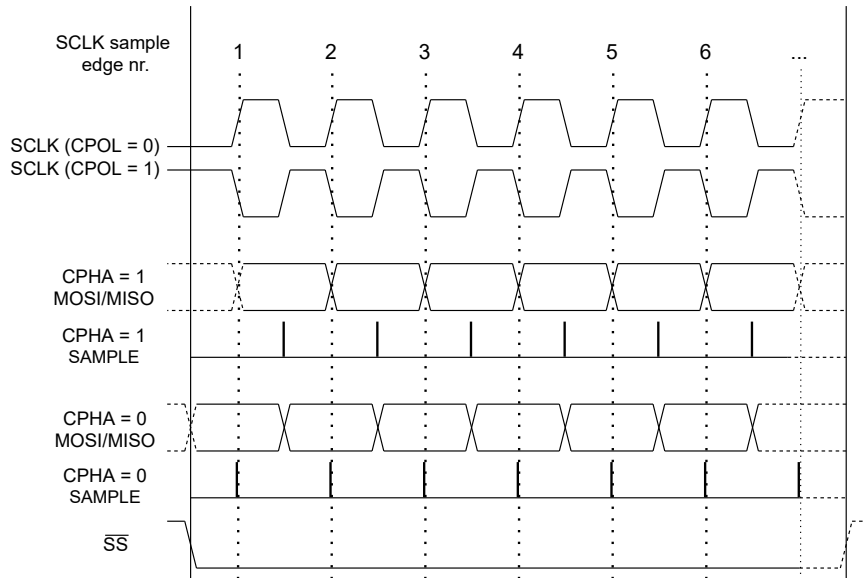 SCLK sample
edge nr.
1 2 3 4 5 6 ...
SCLK (CPOL = 0)
SCLK (CPOL = 1)
CPHA = 1
MOSI/MISO
CPHA = 1
SAMPLE
CPHA = 0
MOSI/MISO
CPHA = 0
SAMPLE
S̅S̅